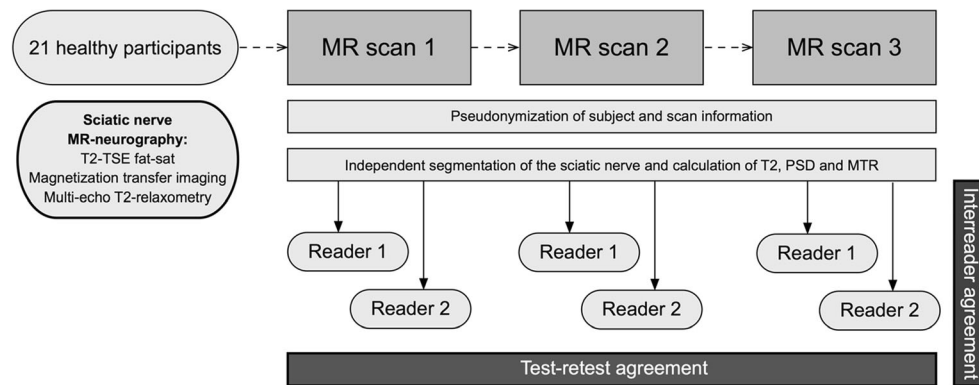 21 healthy participants
MR scan 1
MR scan 2
MR scan 3
Sciatic nerve
MR-neurography:
T2-TSE fat-sat
Magnetization transfer imaging
Multi-echo T2-relaxometry
Pseudonymization of subject and scan information
Independent segmentation of the sciatic nerve and calculation of T2, PSD and MTR
Reader 1
Reader 1
Reader 1
Reader 2
Reader 2
Reader 2
Test-retest agreement
Interreader agreement